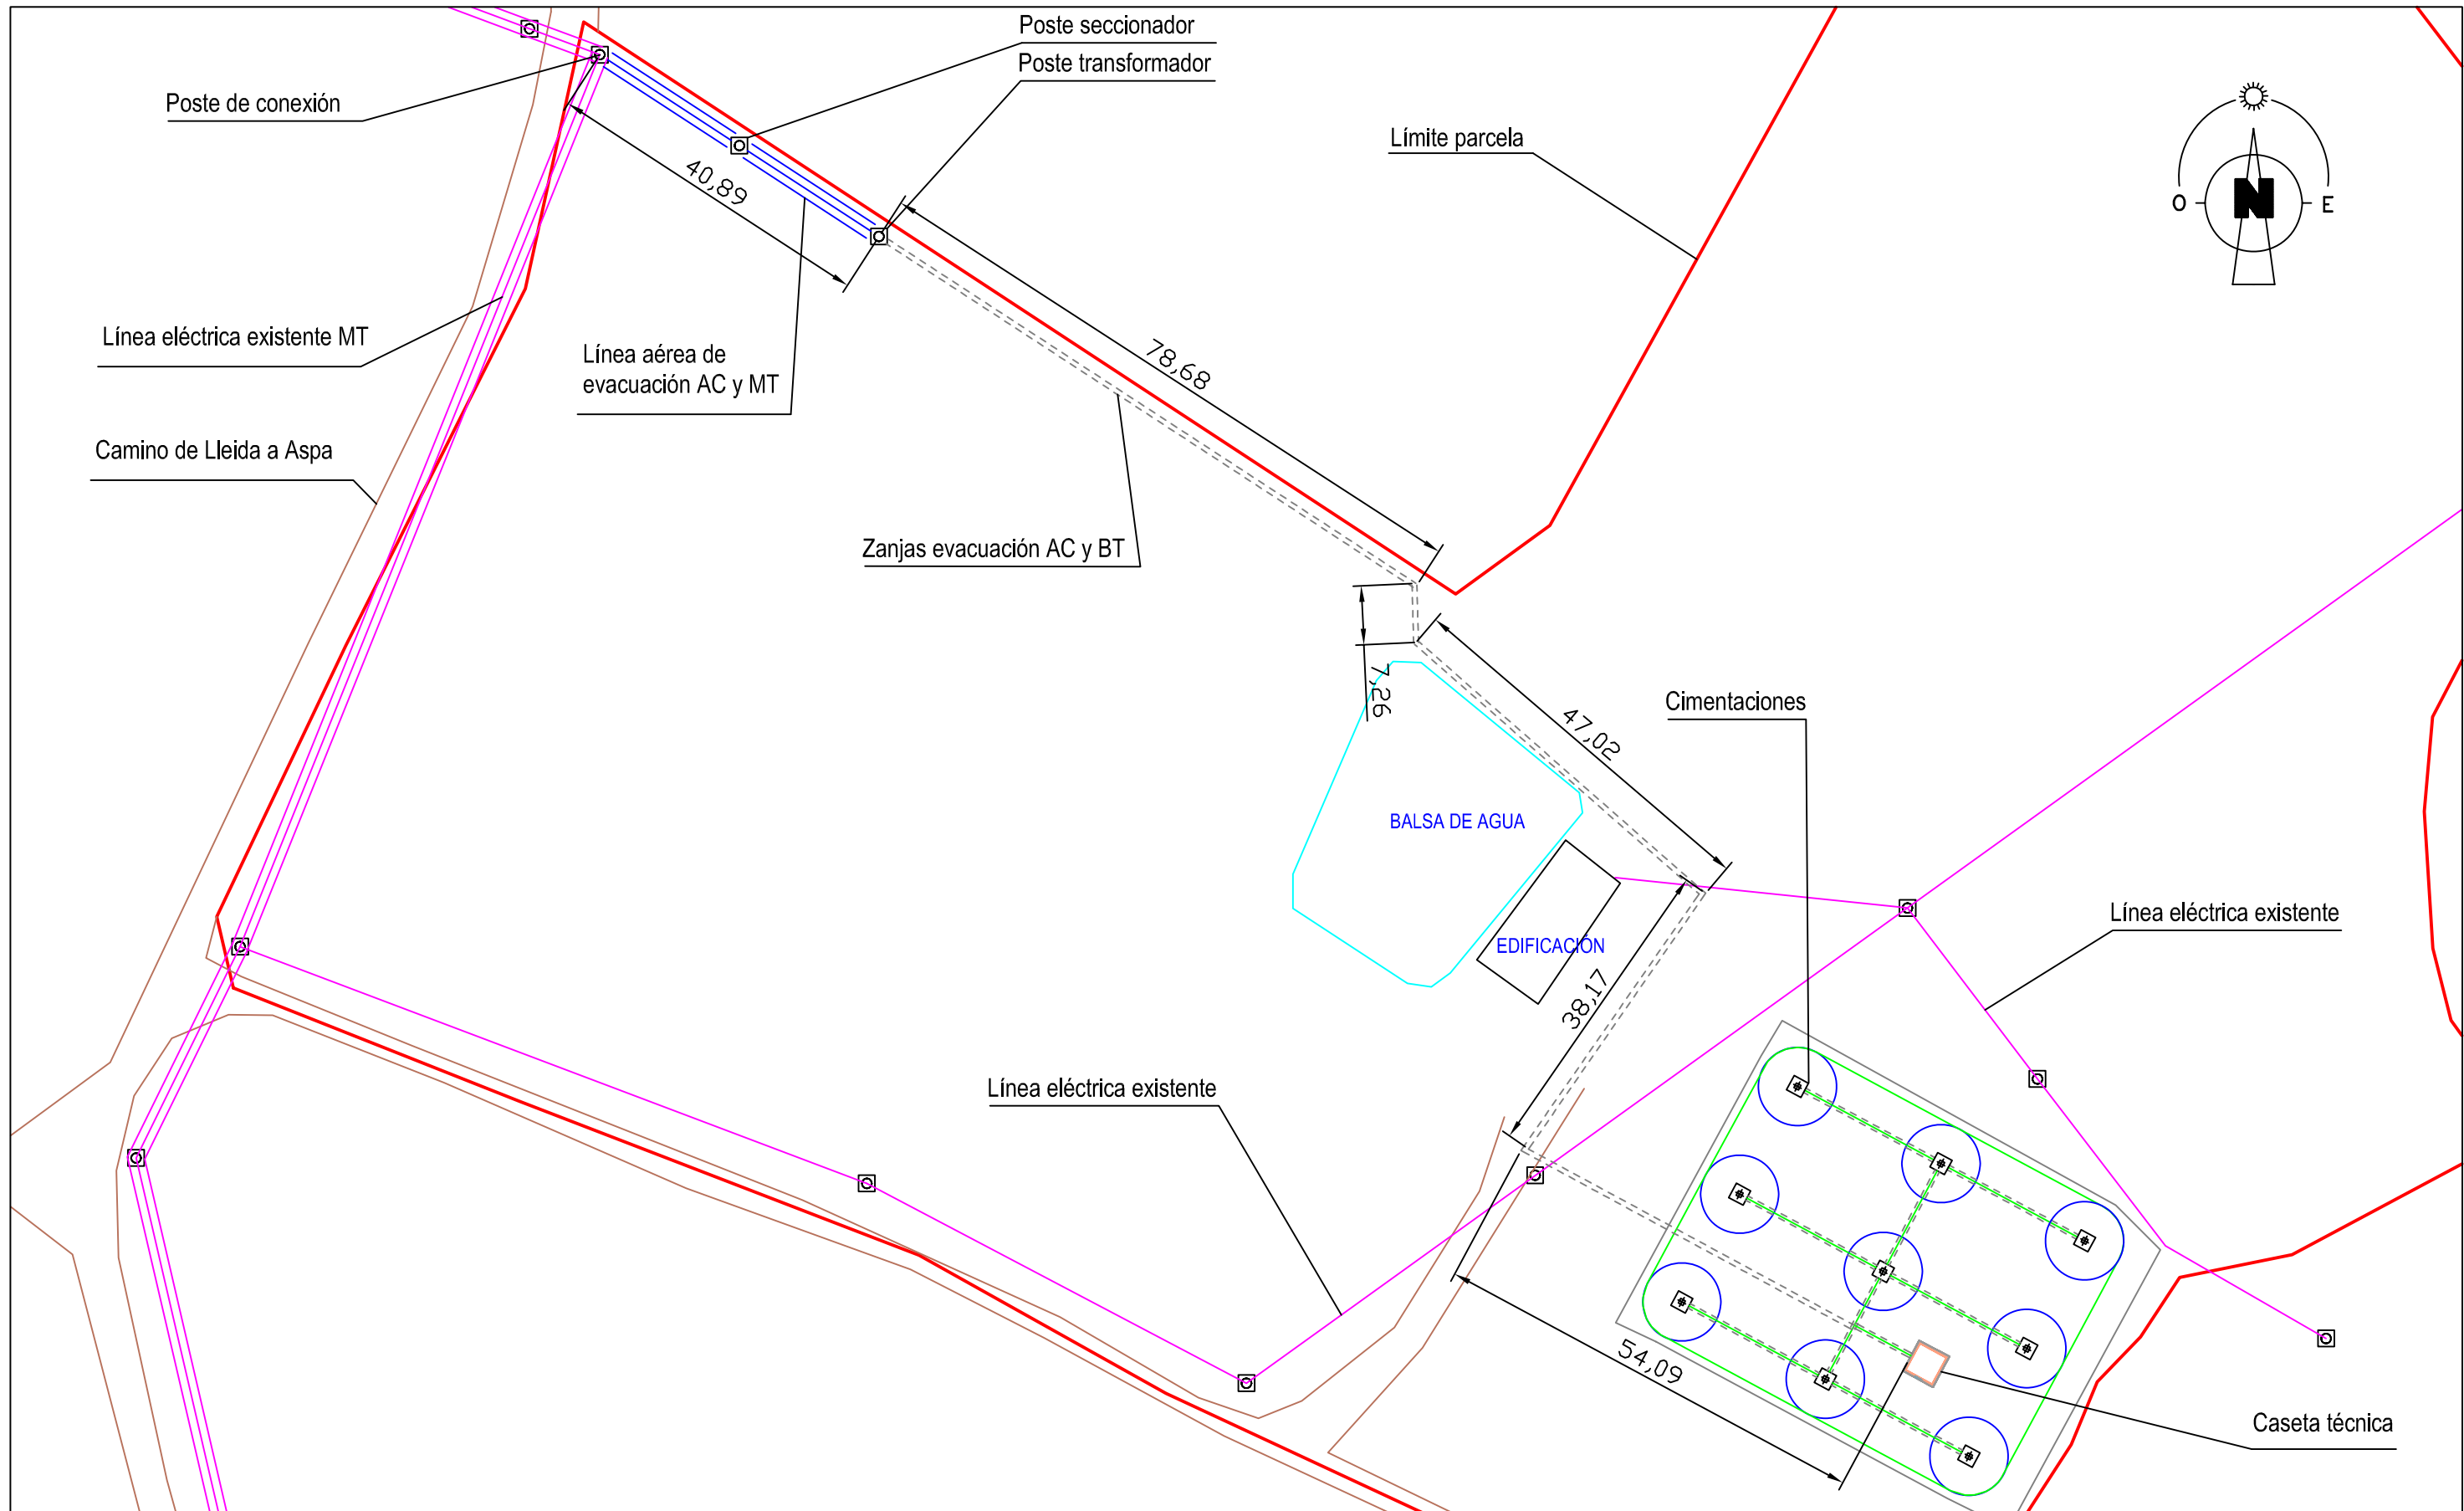 Poste seccionador
Poste transformador
Poste de conexión
Límite parcela
40,89
N
O
E
Línea eléctrica existente MT
Línea aérea de
evacuación AC y MT
78,68
Camino de Lleida a Aspa
Zanjas evacuación AC y BT
7,26
47,02
Cimentaciones
BALSA DE AGUA
EDIFICACIÓN
Línea eléctrica existente
38,17
Línea eléctrica existente
54,09
Caseta técnica